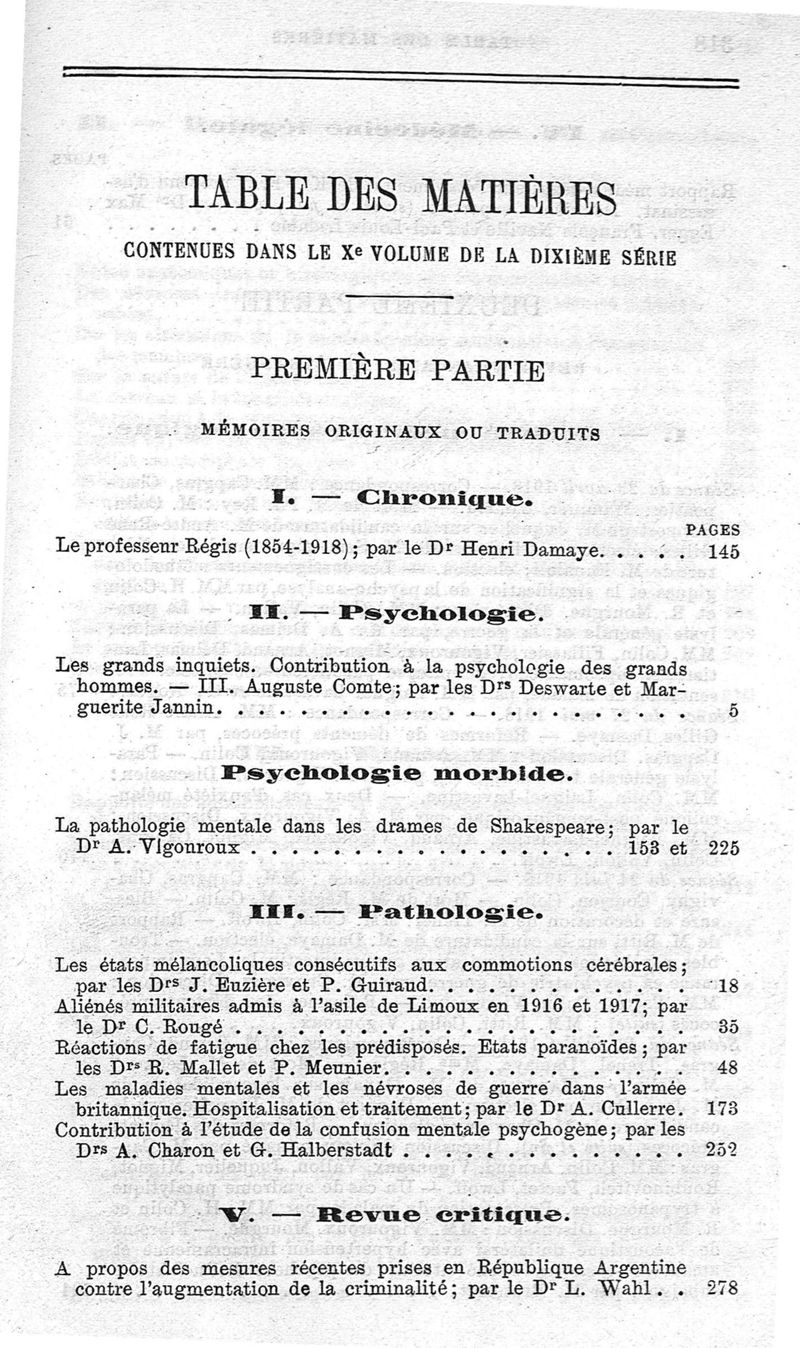 TABLE DES MATIÈRES
CONTENUES DANS LE Xe VOLUME DE LA DIXIÈME SÉRIE
PREMIÈRE PARTIE
MÉMOIRES ORIGINAUX OU TRADUITS
I. — Chronique.
PAGES
Le professeur Régis (1854-1918); par le Dr Henri Damaye. . . . . 145
II. — Psychologie.
Les grands inquiets. Contribution à la psychologie des grands
hommes. — III. Auguste Comte; par les Drs Deswarte et Mar-
guerite Jannin. . . . . . . . . . . . . . . . . . . . . . . . 5
Psychologie morbide.
La pathologie mentale dans les drames de Shakespeare; par le
Dr A. Vigouroux . . . . . . . . . . . . . . . . . . 153 et 225
III. — Pathologie.
Les états mélancoliques consécutifs aux commotions cérébrales;
par les Drs J. Euzière et P. Guiraud. . . . . . . . . . . . . . 18
Aliénés militaires admis à l'asile de Limoux en 1916 et 1917; par
le Dr C. Rougé . . . . . . . . . . . . . . . . . . . . . . . 35
Réactions de fatigue chez les prédisposés. Etats paranoïdes; par
les Drs R. Mallet et P. Meunier. . . . . . . . . . . . . . . . 48
Les maladies mentales et les névroses de guerre dans l'armée
britannique. Hospitalisation et traitement; par le Dr A. Cullerre. 173
Contribution à l'étude de la confusion mentale psychogène; par les
Drs A. Charon et G. Halberstadt . . . . . . . . . . . . . . . 252
V. — Revue critique.
A propos des mesures récentes prises en République Argentine
contre l'augmentation de la criminalité; par le Dr L. Wahl. . . 278